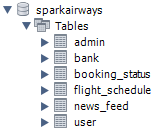 sparkairways
Tables
admin
bank
booking_status
flight_schedule
news_feed
user